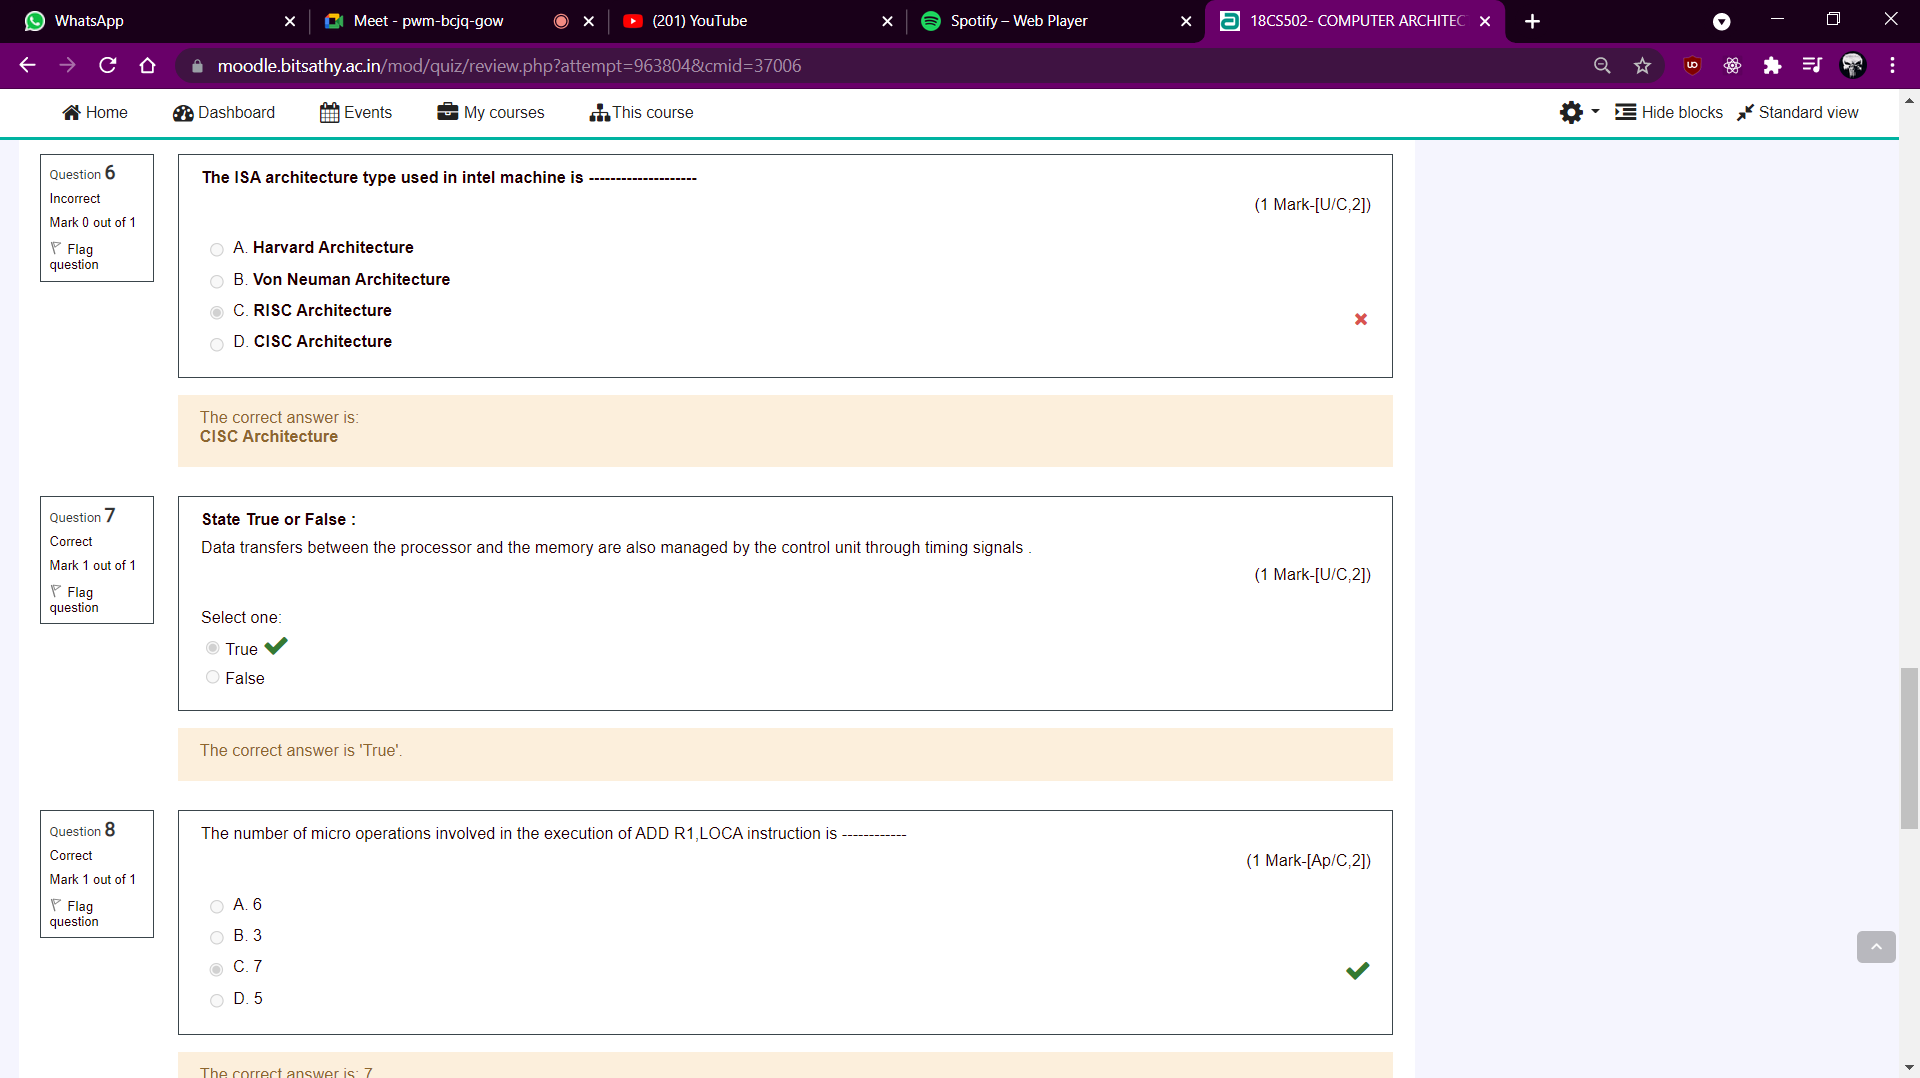 WhatsApp
Meet - pwm-bcjq-gow
(201) YouTube
Spotify – Web Player
18CS502- COMPUTER ARCHITEC
moodle.bitsathy.ac.in/mod/quiz/review.php?attempt=963804&cmid=37006
Home
Dashboard
Events
My courses
This course
Hide blocks
Standard view
Question 6
Incorrect
Mark 0 out of 1
Flag
question
The ISA architecture type used in intel machine is --------------------
(1 Mark-[U/C,2])
A. Harvard Architecture
B. Von Neuman Architecture
C. RISC Architecture
D. CISC Architecture
The correct answer is:
CISC Architecture
Question 7
Correct
Mark 1 out of 1
Flag
question
State True or False :
Data transfers between the processor and the memory are also managed by the control unit through timing signals .
(1 Mark-[U/C,2])
Select one:
True
False
The correct answer is 'True'.
Question 8
Correct
Mark 1 out of 1
Flag
question
The number of micro operations involved in the execution of ADD R1,LOCA instruction is ------------
(1 Mark-[Ap/C,2])
A. 6
B. 3
C. 7
D. 5
The correct answer is: 7